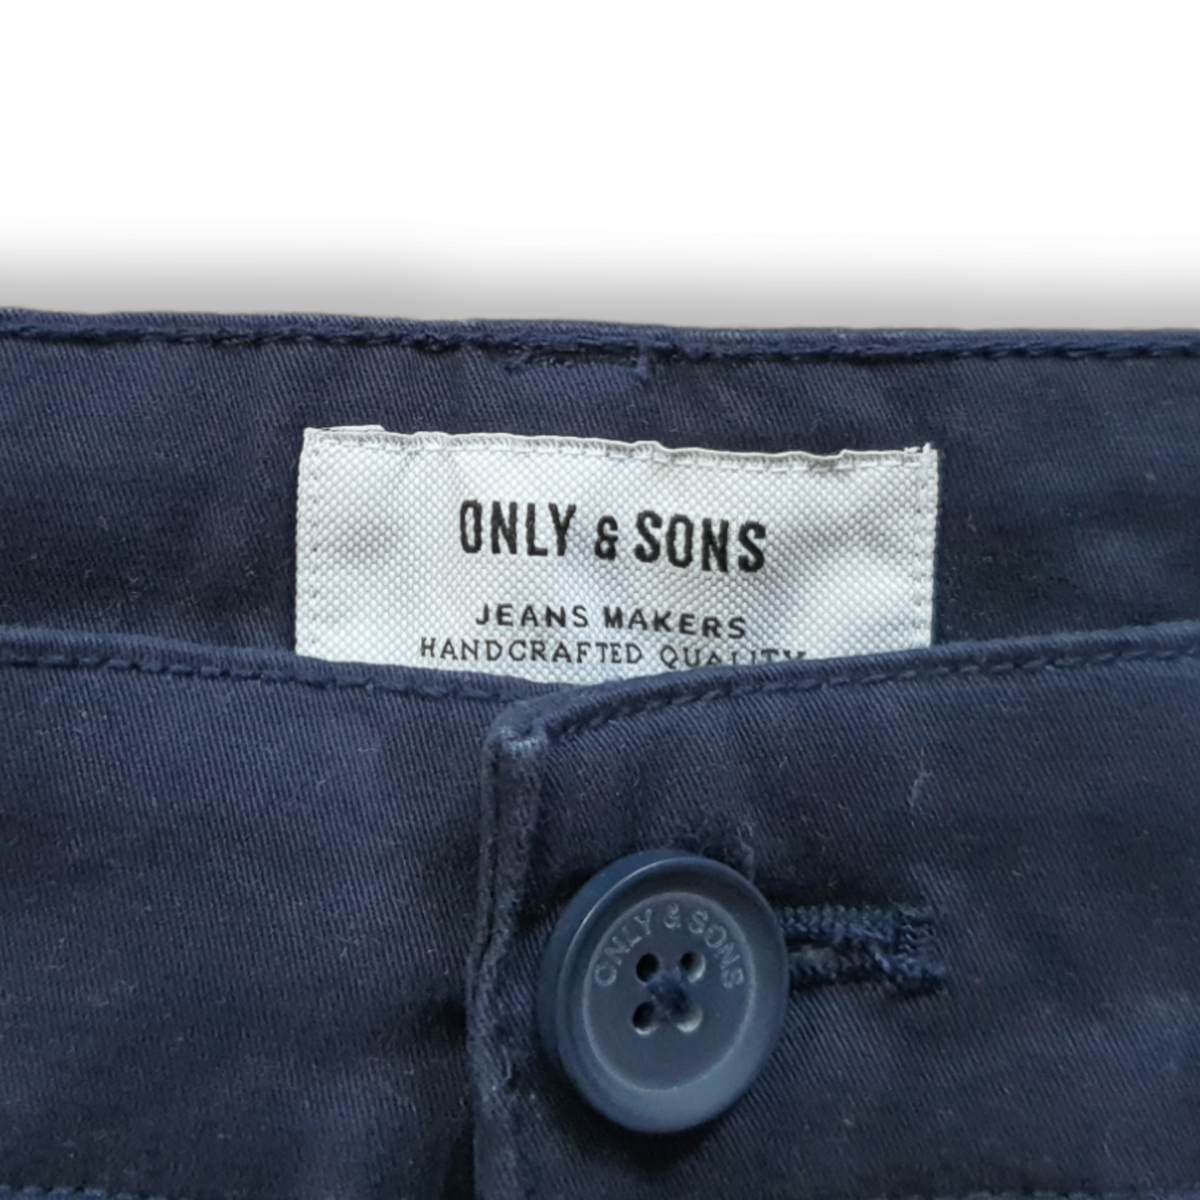 ONLY & SONS
JEANS MAKERS
HANDCRAFTED QUALITY
ONLY & SONS